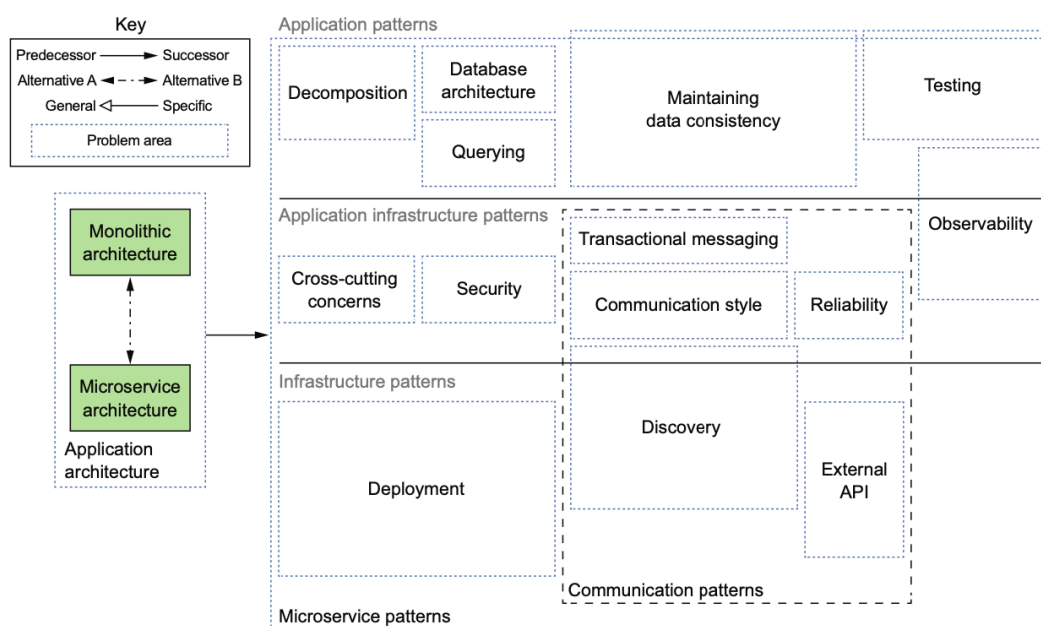 Key
Predecessor
Successor
Alternative A
Alternative B
General
Specific
Problem area
Monolithic
architecture
Microservice
architecture
Application
architecture
Application patterns
Decomposition
Database
architecture
Querying
Maintaining
data consistency
Testing
Observability
Application infrastructure patterns
Cross-cutting
concerns
Security
Transactional messaging
Communication style
Reliability
Infrastructure patterns
Deployment
Discovery
External
API
Communication patterns
Microservice patterns